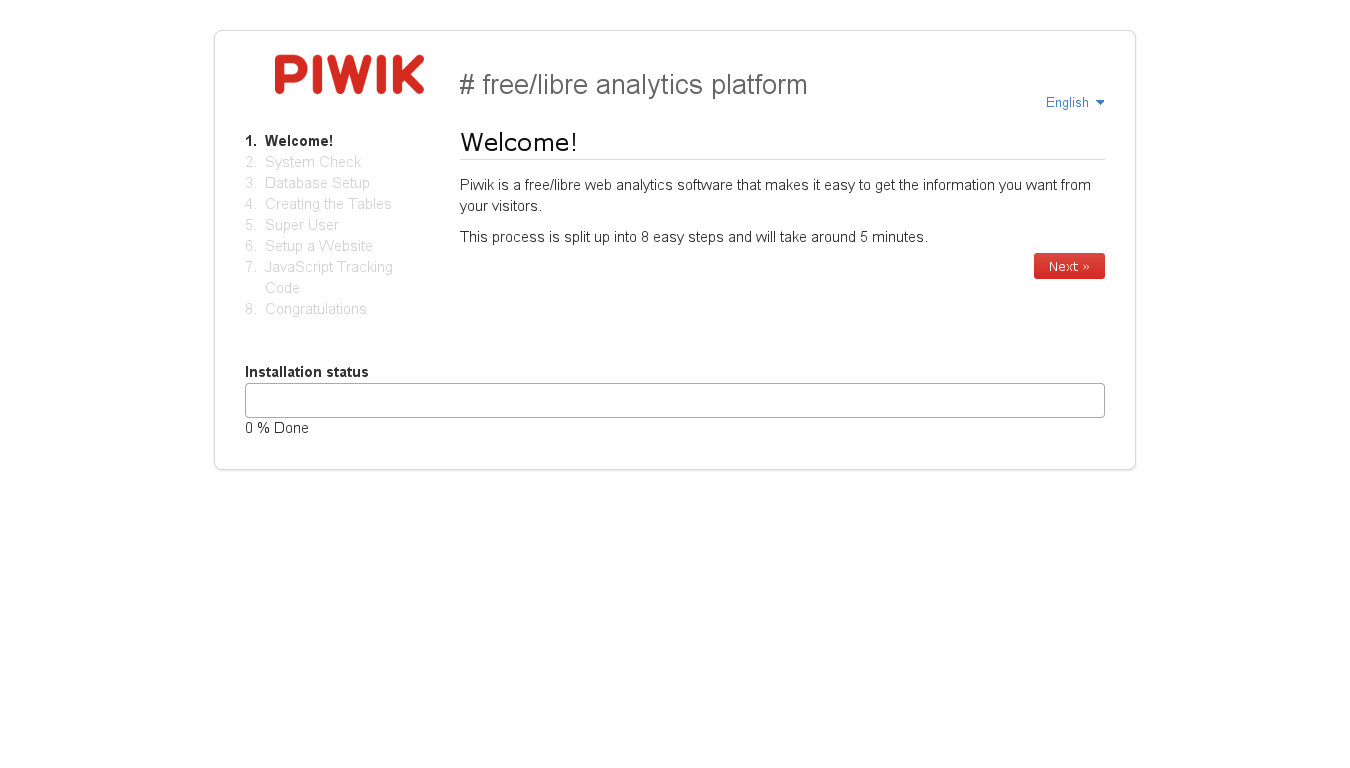 PIWIK
# free/libre analytics platform
English
1. Welcome!
2. System Check
3. Database Setup
4. Creating the Tables
5. Super User
6. Setup a Website
7. JavaScript Tracking
Code
8. Congratulations
Welcome!
Piwik is a free/libre web analytics software that makes it easy to get the information you want from
your visitors.
This process is split up into 8 easy steps and will take around 5 minutes.
Next »
Installation status
0 % Done